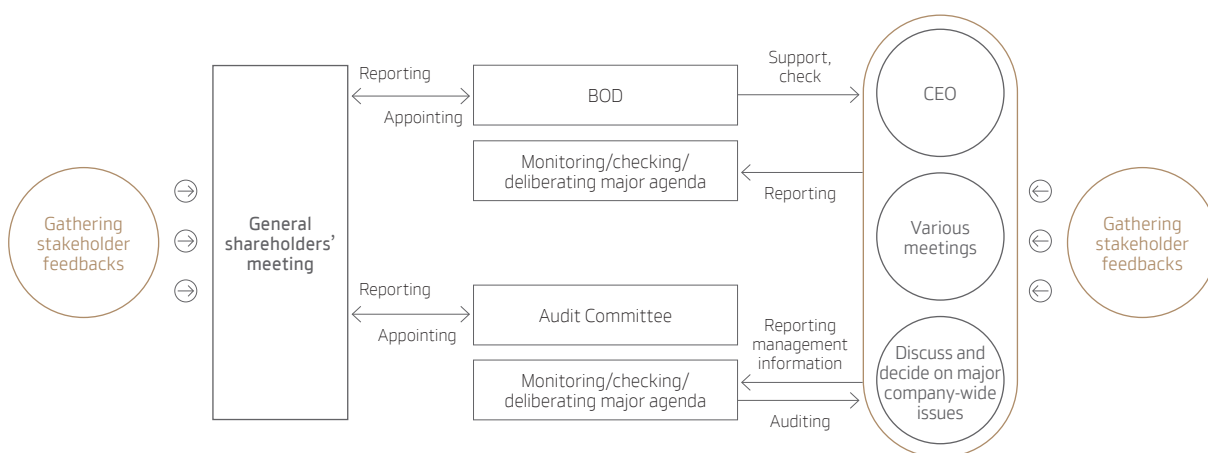 Gathering
stakeholder
feedbacks
General
shareholders’
meeting
Reporting
Appointing
BOD
Support,
check
CEO
Monitoring/checking/
deliberating major agenda
Reporting
Various
meetings
Reporting
Appointing
Audit Committee
Reporting
management
information
Monitoring/checking/
deliberating major agenda
Auditing
Discuss and
decide on major
company-wide
issues
Gathering
stakeholder
feedbacks